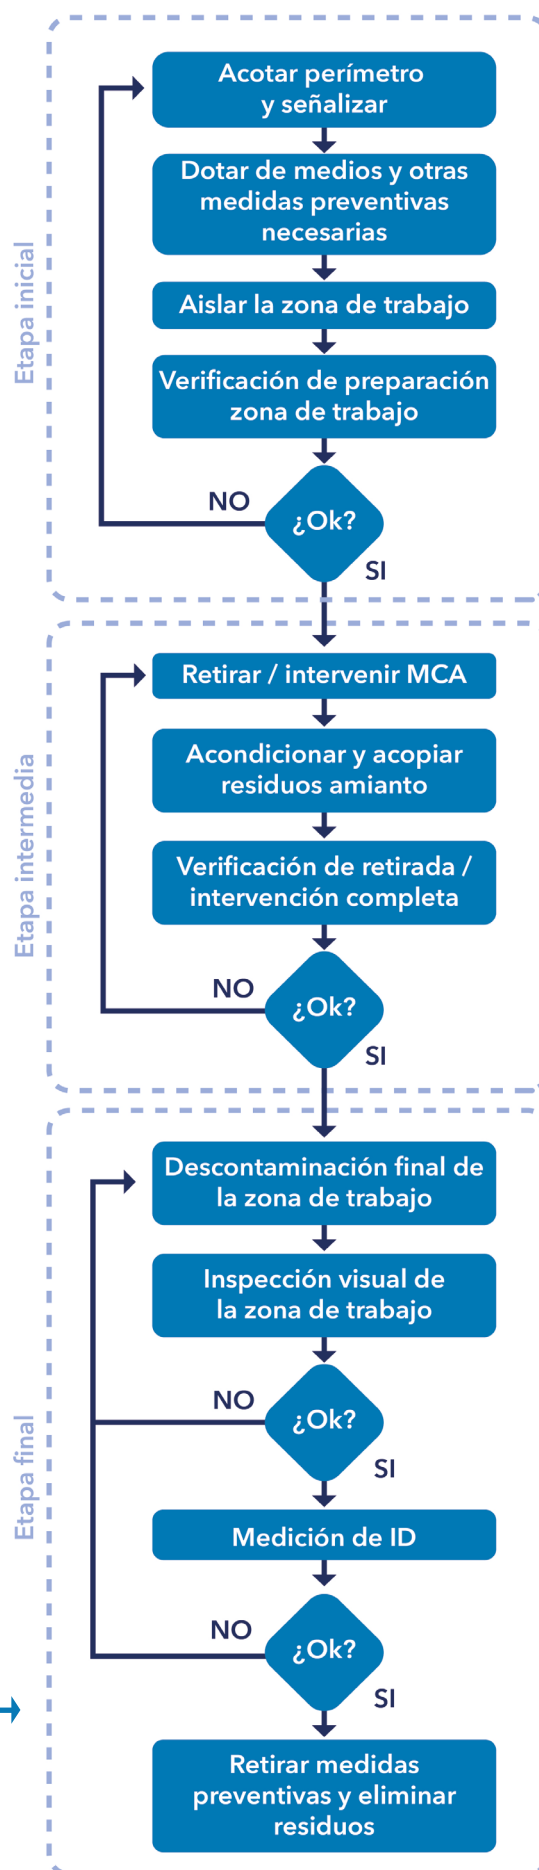 Etapa inicial
Acotar perímetro
y señalizar
Dotar de medios y otras
medidas preventivas
necesarias
Aislar la zona de trabajo
Verificación de preparación
zona de trabajo
¿Ok?
NO
SI
Etapa intermedia
Retirar / intervenir MCA
Acondicionar y acopiar
residuos amianto
Verificación de retirada /
intervención completa
¿Ok?
NO
SI
Etapa final
Descontaminación final de
la zona de trabajo
Inspección visual de
la zona de trabajo
¿Ok?
NO
SI
Medición de ID
¿Ok?
NO
SI
Retirar medidas
preventivas y eliminar
residuos